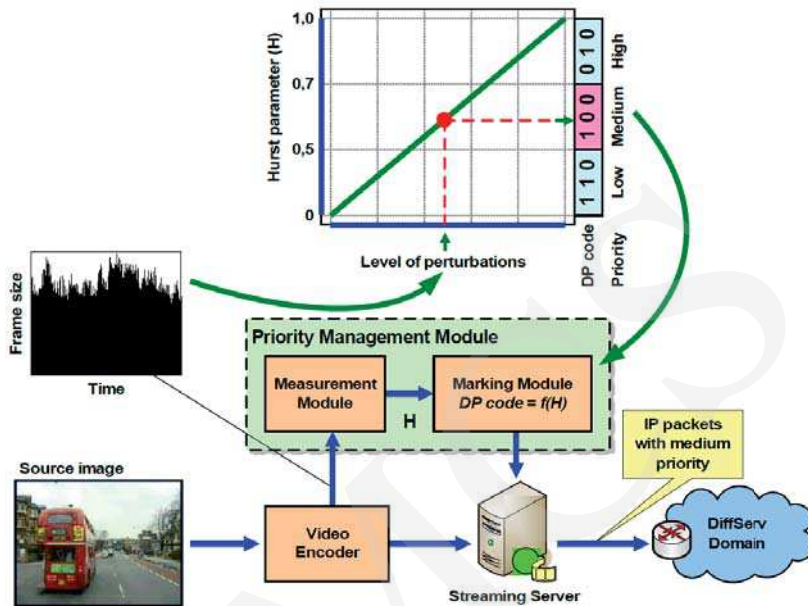 Hurst parameter (H)
1,0
0,7
0,5
0
0 1 0
1 0 0
1 1 0
High
Medium
Low
DP code
Priority
Level of perturbations
Frame size
Time
Priority Management Module
Measurement
Module
H
Marking Module
DP code = f(H)
IP packets
with medium
priority
Source image
Video
Encoder
Streaming Server
DiffServ
Domain